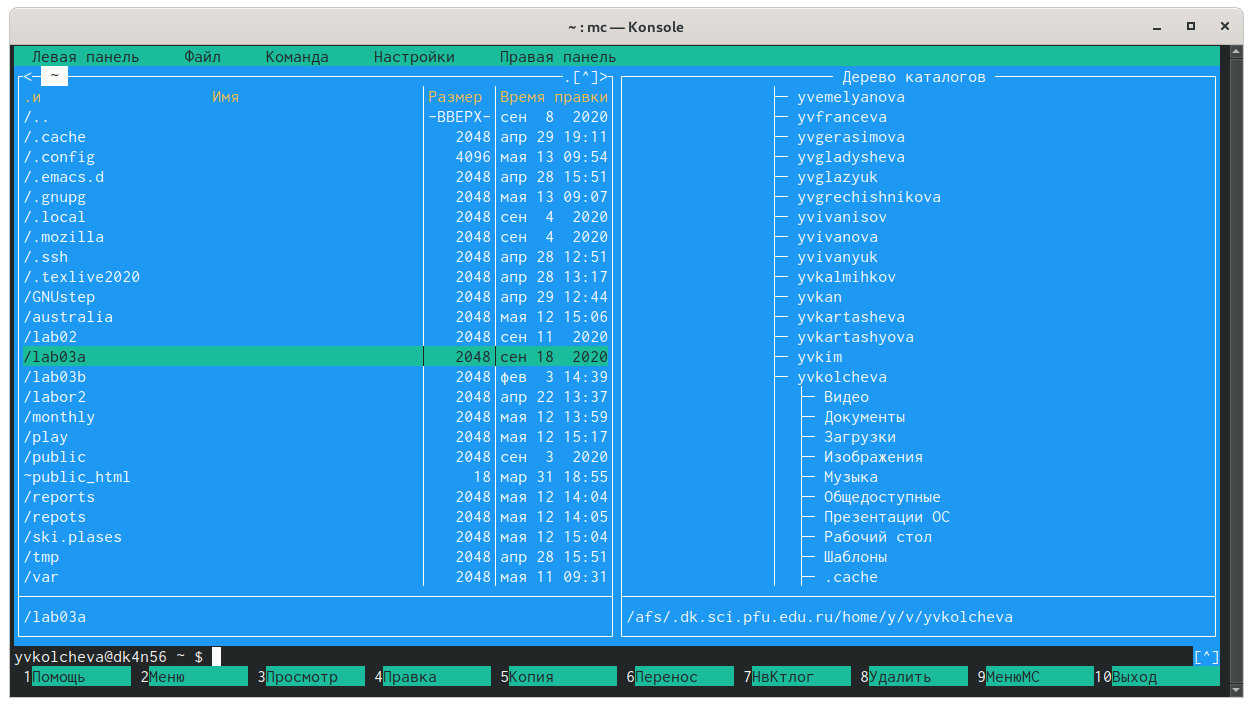 ~ : mc — Konsole
Левая панель Файл Команда Настройки Правая панель
<─ ~ .[^]>
.и Имя Размер Время правки
/.. -ВВЕРХ- сен 8 2020
/.cache 2048 апр 29 19:11
/.config 4096 мая 13 09:54
/.emacs.d 2048 апр 28 15:51
/.gnupg 2048 мая 13 09:07
/.local 2048 сен 4 2020
/.mozilla 2048 сен 4 2020
/.ssh 2048 апр 28 12:51
/.texlive2020 2048 апр 28 13:17
/GNUstep 2048 апр 29 12:44
/australia 2048 мая 12 15:06
/lab02 2048 сен 11 2020
/lab03a 2048 сен 18 2020
/lab03b 2048 фев 3 14:39
/labor2 2048 апр 22 13:37
/monthly 2048 мая 12 13:59
/play 2048 мая 12 15:17
/public 2048 сен 3 2020
~public_html 18 мар 31 18:55
/reports 2048 мая 12 14:04
/repots 2048 мая 12 14:05
/ski.plases 2048 мая 12 15:04
/tmp 2048 апр 28 15:51
/var 2048 мая 11 09:31
/lab03a
Дерево каталогов
yvemelyanova
yvfranceva
yvgerasimova
yvgladysheva
yvglazyuk
yvgrechishnikova
yvivanisov
yvivanova
yvivanyuk
yvkalmihkov
yvkan
yvkartasheva
yvkartashyova
yvkim
yvkolcheva
Видео
Документы
Загрузки
Изображения
Музыка
Общедоступные
Презентации ОС
Рабочий стол
Шаблоны
.cache
/afs/.dk.sci.pfu.edu.ru/home/y/v/yvkolcheva
yvkolcheva@dk4n56 ~ $ [^]
1Помощь 2Меню 3Просмотр 4Правка 5Копия 6Перенос 7НвКтлог 8Удалить 9МенюMC 10Выход